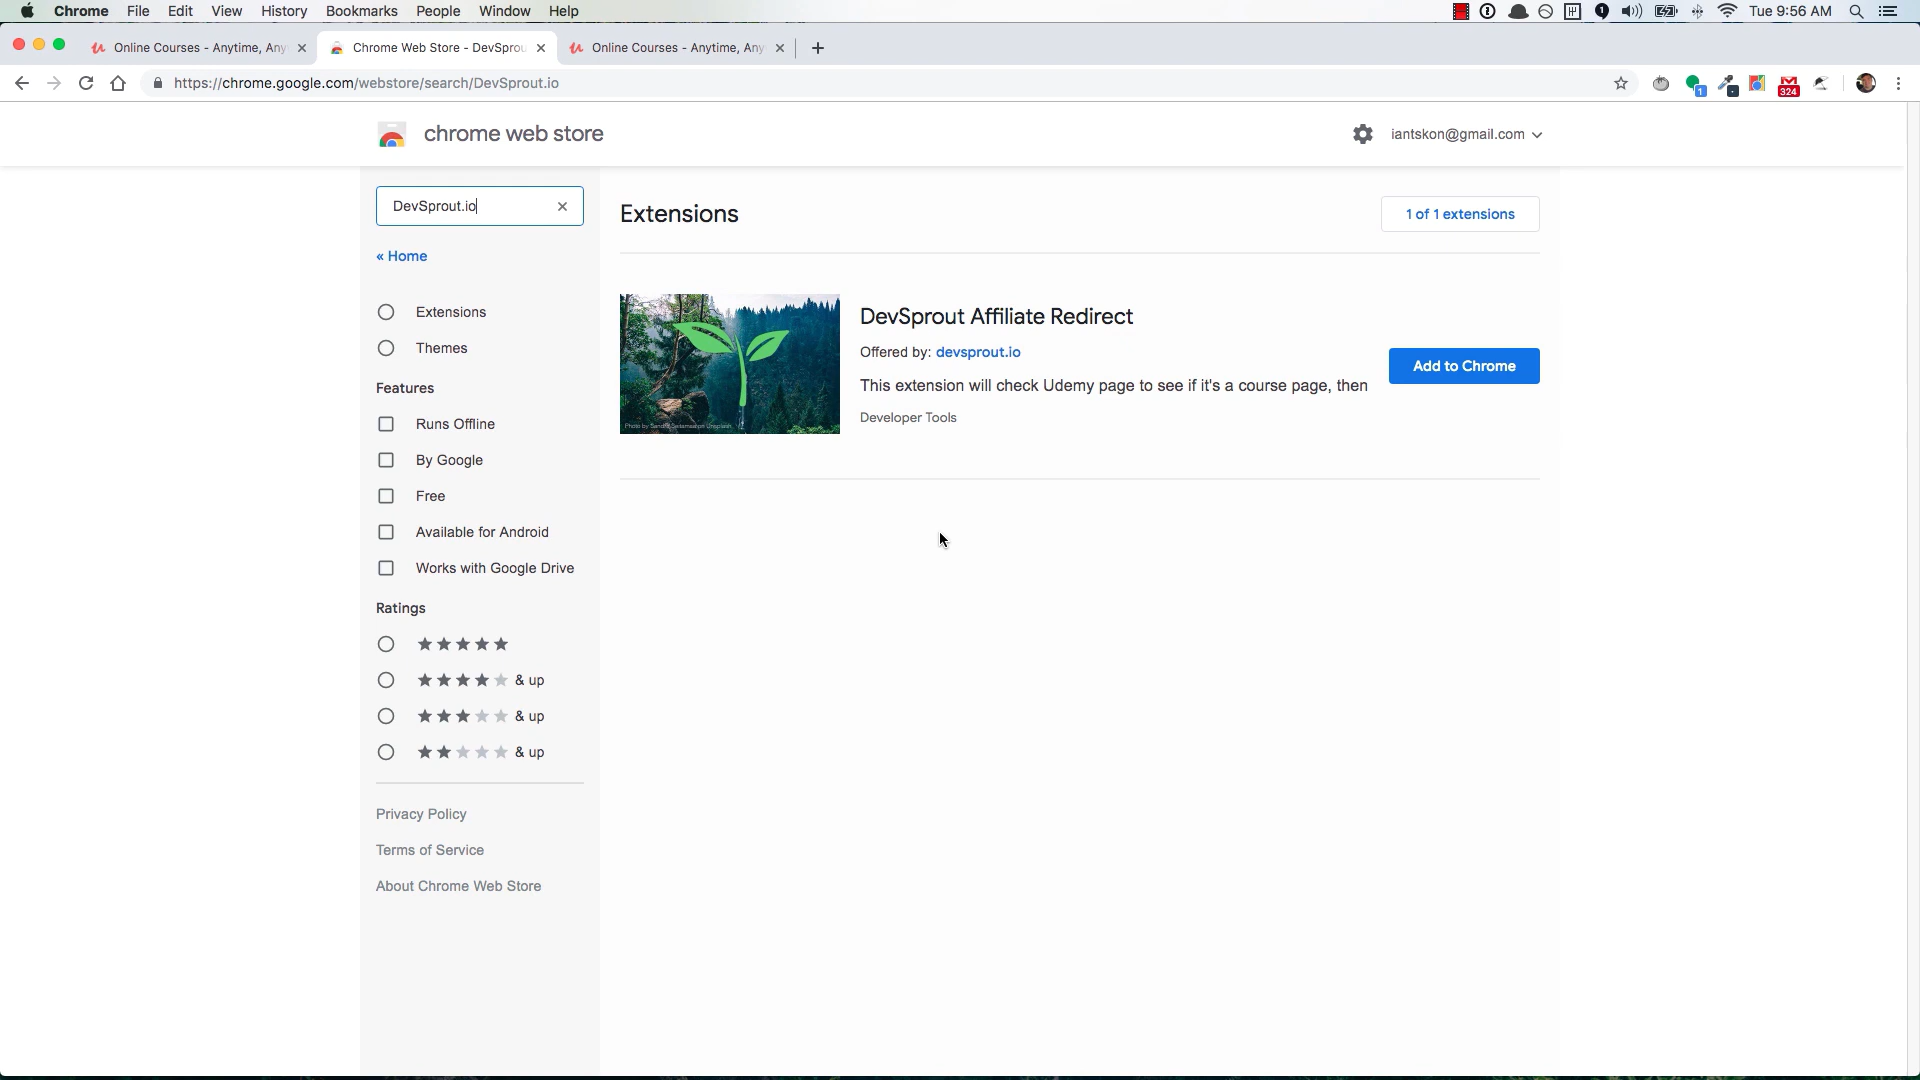 Chrome File Edit View History Bookmarks People Window Help
Tue 9:56 AM
Online Courses - Anytime, Any
Chrome Web Store - DevSprou
Online Courses - Anytime, Any
https://chrome.google.com/webstore/search/DevSprout.io
1
324
chrome web store
iantskon@gmail.com
DevSprout.io
« Home
Extensions
Themes
Features
Runs Offline
By Google
Free
Available for Android
Works with Google Drive
Ratings
& up
& up
& up
Privacy Policy
Terms of Service
About Chrome Web Store
Extensions
1 of 1 extensions
DevSprout Affiliate Redirect
Offered by: devsprout.io
This extension will check Udemy page to see if it's a course page, then
Developer Tools
Add to Chrome